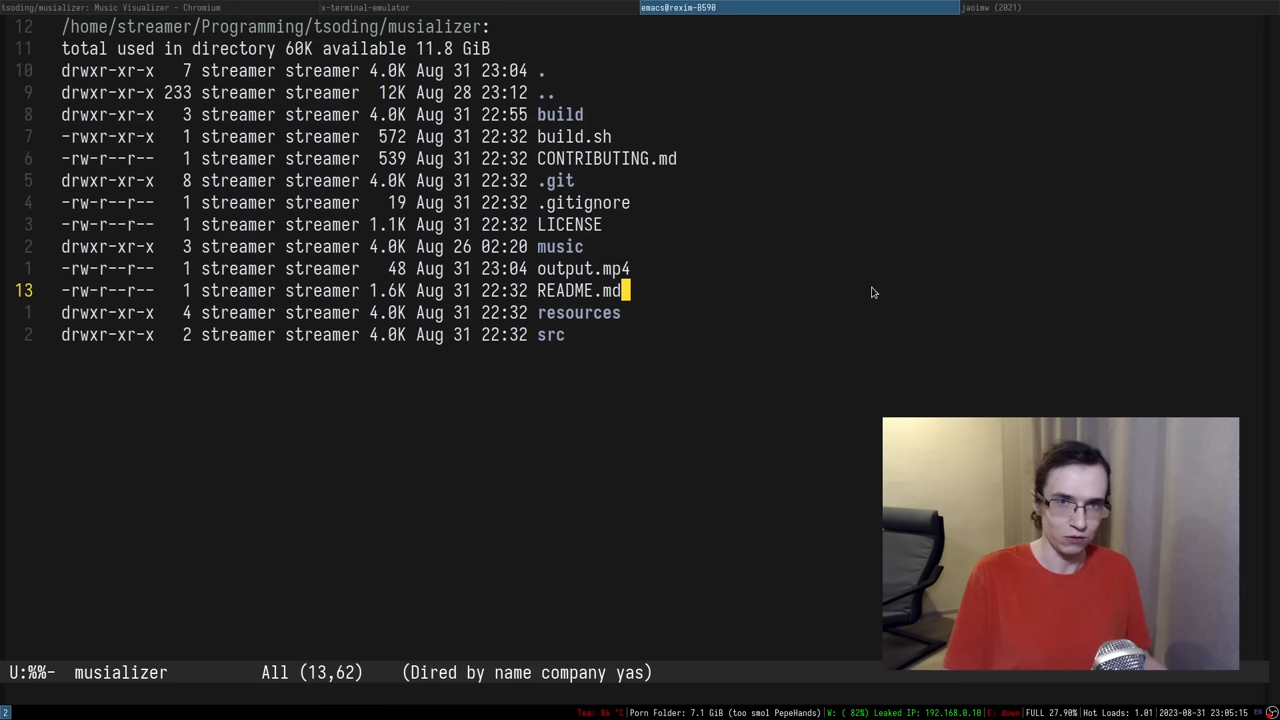 tsoding/musializer: Music Visualizer - Chromium x-terminal-emulator emacs@rexim-B590 jaoimw (2021)
12 /home/streamer/Programming/tsoding/musializer:
11 total used in directory 60K available 11.8 GiB
10 drwxr-xr-x 7 streamer streamer 4.0K Aug 31 23:04 .
9 drwxr-xr-x 233 streamer streamer 12K Aug 28 23:12 ..
8 drwxr-xr-x 3 streamer streamer 4.0K Aug 31 22:55 build
7 -rwxr-xr-x 1 streamer streamer 572 Aug 31 22:32 build.sh
6 -rw-r--r-- 1 streamer streamer 539 Aug 31 22:32 CONTRIBUTING.md
5 drwxr-xr-x 8 streamer streamer 4.0K Aug 31 22:32 .git
4 -rw-r--r-- 1 streamer streamer 19 Aug 31 22:32 .gitignore
3 -rw-r--r-- 1 streamer streamer 1.1K Aug 31 22:32 LICENSE
2 drwxr-xr-x 3 streamer streamer 4.0K Aug 26 02:20 music
1 -rw-r--r-- 1 streamer streamer 48 Aug 31 23:04 output.mp4
13 -rw-r--r-- 1 streamer streamer 1.6K Aug 31 22:32 README.md
1 drwxr-xr-x 4 streamer streamer 4.0K Aug 31 22:32 resources
2 drwxr-xr-x 2 streamer streamer 4.0K Aug 31 22:32 src
U:%%- musializer All (13,62) (Dired by name company yas)
2 Tea: 86 °C|Porn Folder: 7.1 GiB (too smol PepeHands)|W: ( 82%) Leaked IP: 192.168.0.10|E: down|FULL 27.90%|Hot Loads: 1.01|2023-08-31 23:05:15 EN